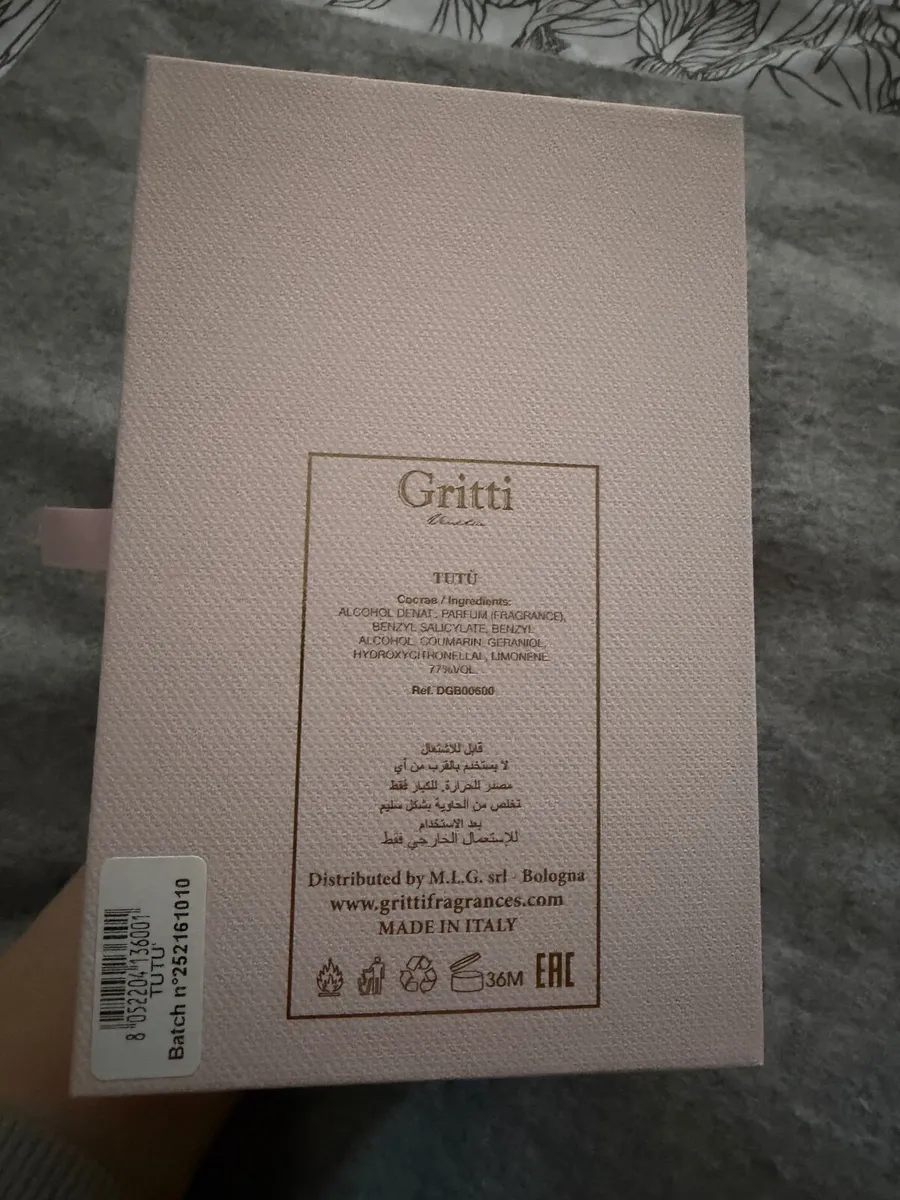 Gritti
Venetia
TUTÙ
Состав / Ingredients:
ALCOHOL DENAT., PARFUM (FRAGRANCE),
BENZYL SALICYLATE, BENZYL
ALCOHOL, COUMARIN, GERANIOL,
HYDROXYCITRONELLAL, LIMONENE.
77%VOL.
Ref. DGB00600
قابل للاشتعال
لا يستخدم بالقرب من أي
مصدر للحرارة. للكبار فقط
تخلص من الحاوية بشكل سليم
بعد الاستخدام
للإستعمال الخارجي فقط
Distributed by M.L.G. srl - Bologna
www.grittifragrances.com
MADE IN ITALY
36M EAC
8 052204 136001
TUTU'
Batch n°252161010